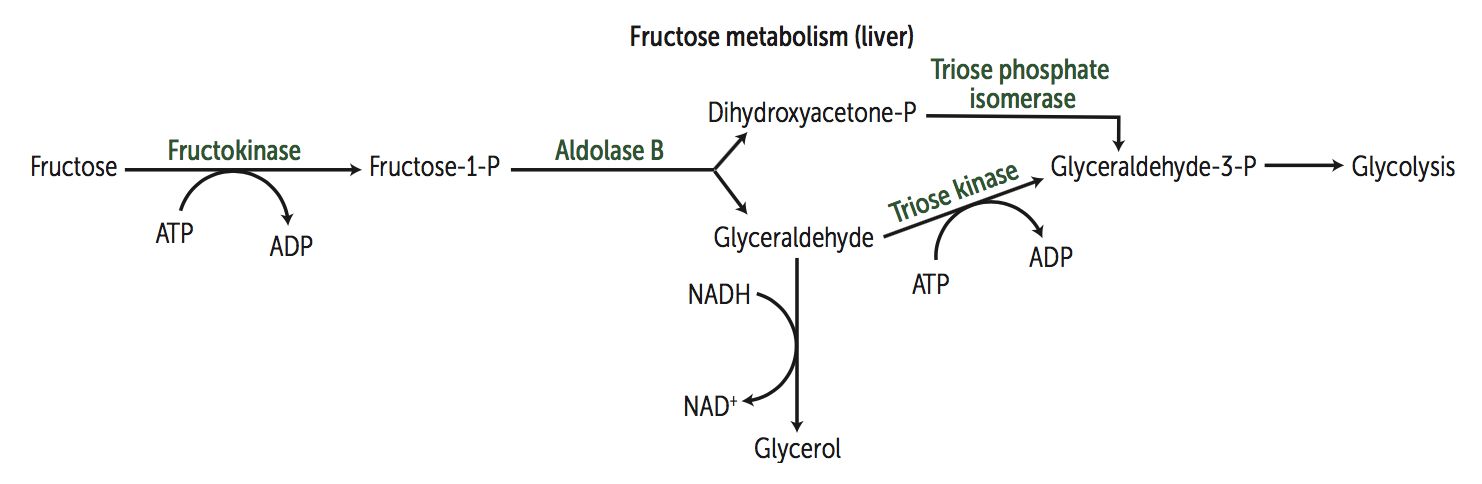 Fructose metabolism (liver)
Triose phosphate
isomerase
Dihydroxyacetone-P
Fructose
Fructokinase
Fructose-1-P
Aldolase B
Glyceraldehyde-3-P
Glycolysis
Triose kinase
ATP
ADP
Glyceraldehyde
ATP
ADP
NADH
NAD⁺
Glycerol